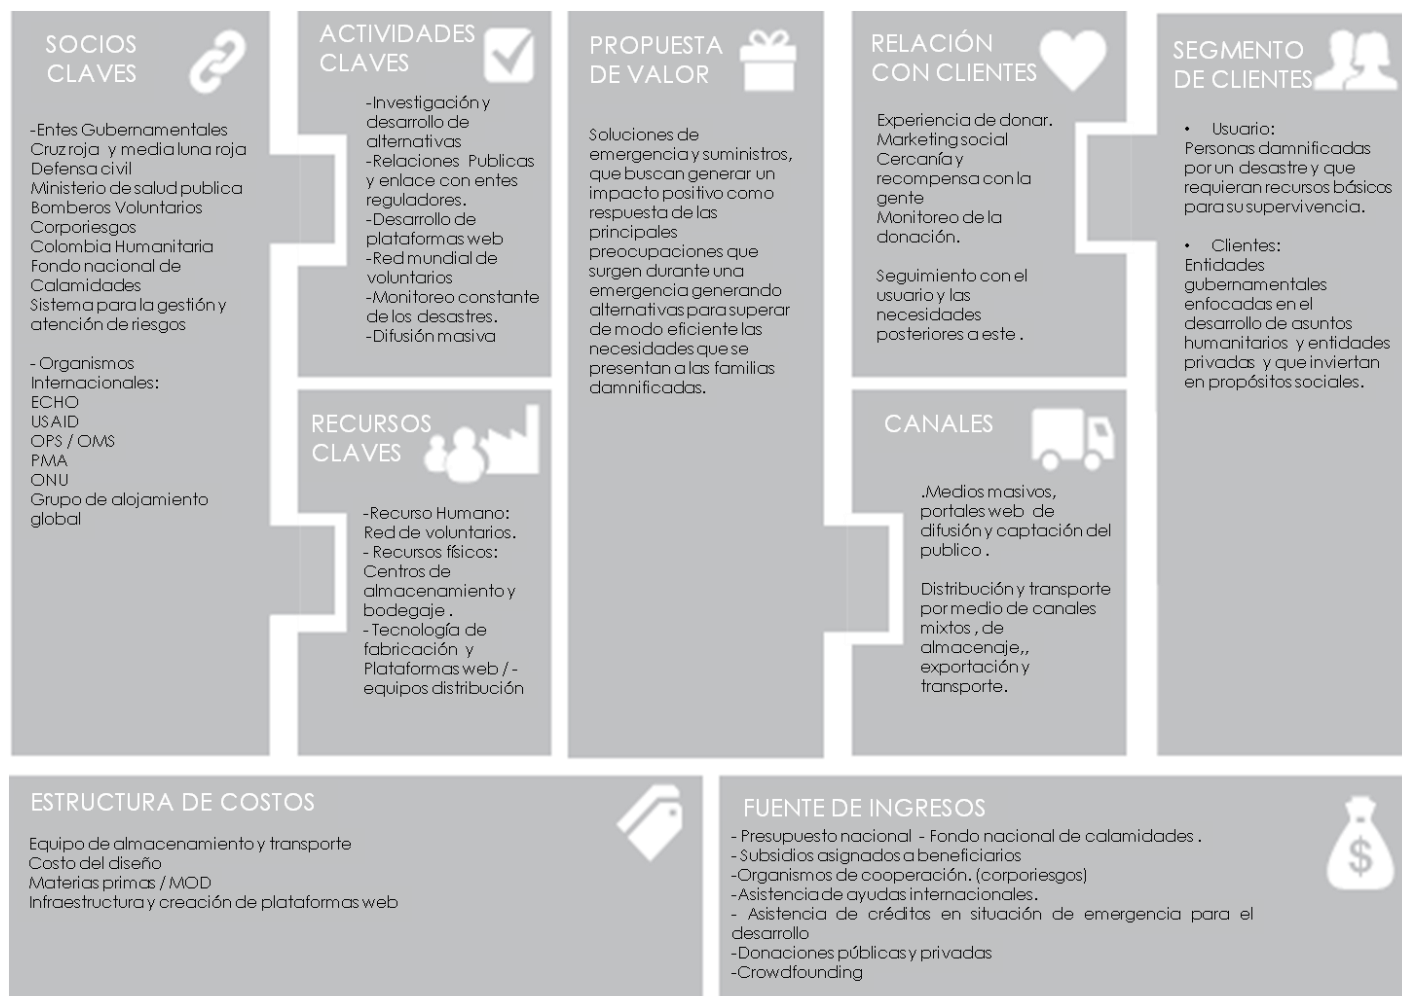 SOCIOS
CLAVES
-Entes Gubernamentales
Cruz roja y media luna roja
Defensa civil
Ministerio de salud publica
Bomberos Voluntarios
Corporiesgos
Colombia Humanitaria
Fondo nacional de
Calamidades
Sistema para la gestión y
atención de riesgos
- Organismos
Internacionales:
ECHO
USAID
OPS / OMS
PMA
ONU
Grupo de alojamiento
global
ACTIVIDADES
CLAVES
-Investigación y
desarrollo de
alternativas
-Relaciones Publicas
y enlace con entes
reguladores.
-Desarrollo de
plataformas web
-Red mundial de
voluntarios
-Monitoreo constante
de los desastres.
-Difusión masiva
RECURSOS
CLAVES
-Recurso Humano:
Red de voluntarios.
- Recursos físicos:
Centros de
almacenamiento y
bodegaje .
- Tecnología de
fabricación y
Plataformas web / -
equipos distribución
PROPUESTA
DE VALOR
Soluciones de
emergencia y suministros,
que buscan generar un
impacto positivo como
respuesta de las
principales
preocupaciones que
surgen durante una
emergencia generando
alternativas para superar
de modo eficiente las
necesidades que se
presentan a las familias
damnificadas.
RELACIÓN
CON CLIENTES
Experiencia de donar.
Marketing social
Cercanía y
recompensa con la
gente
Monitoreo de la
donación.
Seguimiento con el
usuario y las
necesidades
posteriores a este .
CANALES
.Medios masivos,
portales web de
difusión y captación del
publico .
Distribución y transporte
por medio de canales
mixtos , de
almacenaje,,
exportación y
transporte.
SEGMENTO
DE CLIENTES
• Usuario:
Personas damnificadas
por un desastre y que
requieran recursos básicos
para su supervivencia.
• Clientes:
Entidades
gubernamentales
enfocadas en el
desarrollo de asuntos
humanitarios y entidades
privadas y que inviertan
en propósitos sociales.
ESTRUCTURA DE COSTOS
Equipo de almacenamiento y transporte
Costo del diseño
Materias primas / MOD
Infraestructura y creación de plataformas web
FUENTE DE INGRESOS
- Presupuesto nacional - Fondo nacional de calamidades .
- Subsidios asignados a beneficiarios
-Organismos de cooperación. (corporiesgos)
-Asistencia de ayudas internacionales.
- Asistencia de créditos en situación de emergencia para el
desarrollo
-Donaciones públicas y privadas
-Crowdfounding
$